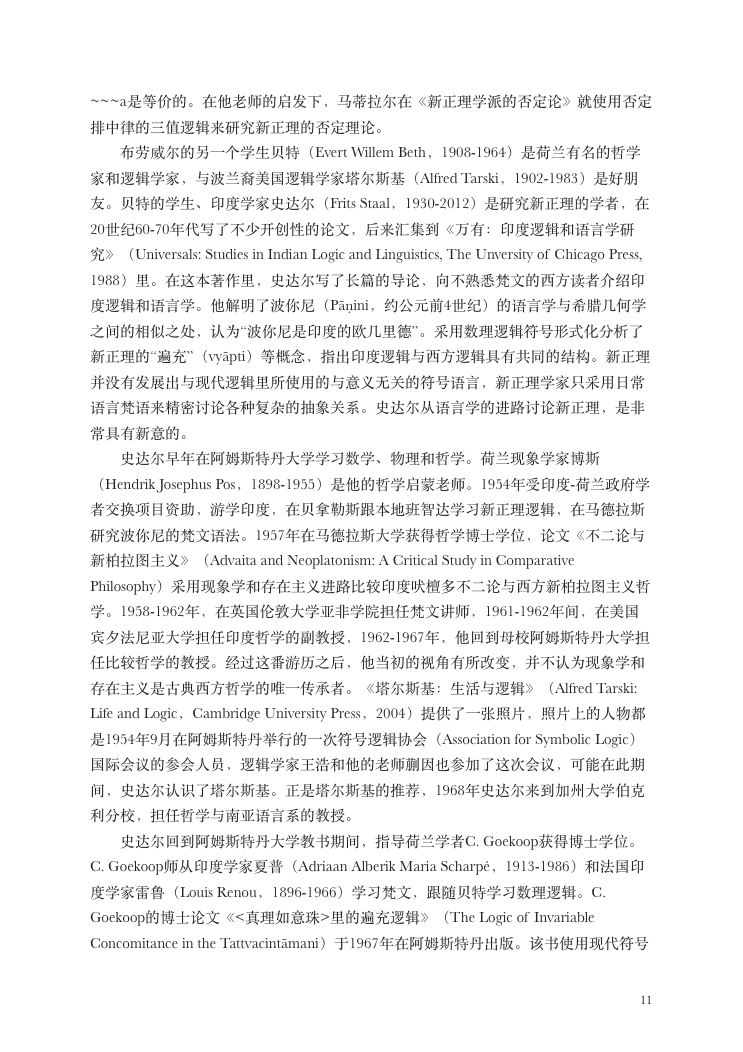 ~~~a是等价的。在他老师的启发下，马蒂拉尔在《新正理学派的否定论》就使用否定
排中律的三值逻辑来研究新正理的否定理论。
布劳威尔的另一个学生贝特（Evert Willem Beth，1908-1964）是荷兰有名的哲学
家和逻辑学家，与波兰裔美国逻辑学家塔尔斯基（Alfred Tarski，1902-1983）是好朋
友。贝特的学生、印度学家史达尔（Frits Staal，1930-2012）是研究新正理的学者，在
20世纪60-70年代写了不少开创性的论文，后来汇集到《万有：印度逻辑和语言学研
究》（Universals: Studies in Indian Logic and Linguistics, The Unversity of Chicago Press,
1988）里。在这本著作里，史达尔写了长篇的导论，向不熟悉梵文的西方读者介绍印
度逻辑和语言学。他解明了波你尼（Pāṇini，约公元前4世纪）的语言学与希腊几何学
之间的相似之处，认为“波你尼是印度的欧几里德”。采用数理逻辑符号形式化分析了
新正理的“遍充”（vyāpti）等概念，指出印度逻辑与西方逻辑具有共同的结构。新正理
并没有发展出与现代逻辑里所使用的与意义无关的符号语言，新正理学家只采用日常
语言梵语来精密讨论各种复杂的抽象关系。史达尔从语言学的进路讨论新正理，是非
常具有新意的。
史达尔早年在阿姆斯特丹大学学习数学、物理和哲学。荷兰现象学家博斯
（Hendrik Josephus Pos，1898-1955）是他的哲学启蒙老师。1954年受印度-荷兰政府学
者交换项目资助，游学印度，在贝拿勒斯跟本地班智达学习新正理逻辑，在马德拉斯
研究波你尼的梵文语法。1957年在马德拉斯大学获得哲学博士学位，论文《不二论与
新柏拉图主义》（Advaita and Neoplatonism: A Critical Study in Comparative
Philosophy）采用现象学和存在主义进路比较印度吠檀多不二论与西方新柏拉图主义哲
学。1958-1962年，在英国伦敦大学亚非学院担任梵文讲师，1961-1962年间，在美国
宾夕法尼亚大学担任印度哲学的副教授，1962-1967年，他回到母校阿姆斯特丹大学担
任比较哲学的教授。经过这番游历之后，他当初的视角有所改变，并不认为现象学和
存在主义是古典西方哲学的唯一传承者。《塔尔斯基：生活与逻辑》（Alfred Tarski:
Life and Logic，Cambridge University Press，2004）提供了一张照片，照片上的人物都
是1954年9月在阿姆斯特丹举行的一次符号逻辑协会（Association for Symbolic Logic）
国际会议的参会人员，逻辑学家王浩和他的老师蒯因也参加了这次会议，可能在此期
间，史达尔认识了塔尔斯基。正是塔尔斯基的推荐，1968年史达尔来到加州大学伯克
利分校，担任哲学与南亚语言系的教授。
史达尔回到阿姆斯特丹大学教书期间，指导荷兰学者C. Goekoop获得博士学位。
C. Goekoop师从印度学家夏普（Adriaan Alberik Maria Scharpé，1913-1986）和法国印
度学家雷鲁（Louis Renou，1896-1966）学习梵文，跟随贝特学习数理逻辑。C.
Goekoop的博士论文《<真理如意珠>里的遍充逻辑》（The Logic of Invariable
Concomitance in the Tattvacintāmani）于1967年在阿姆斯特丹出版。该书使用现代符号
11